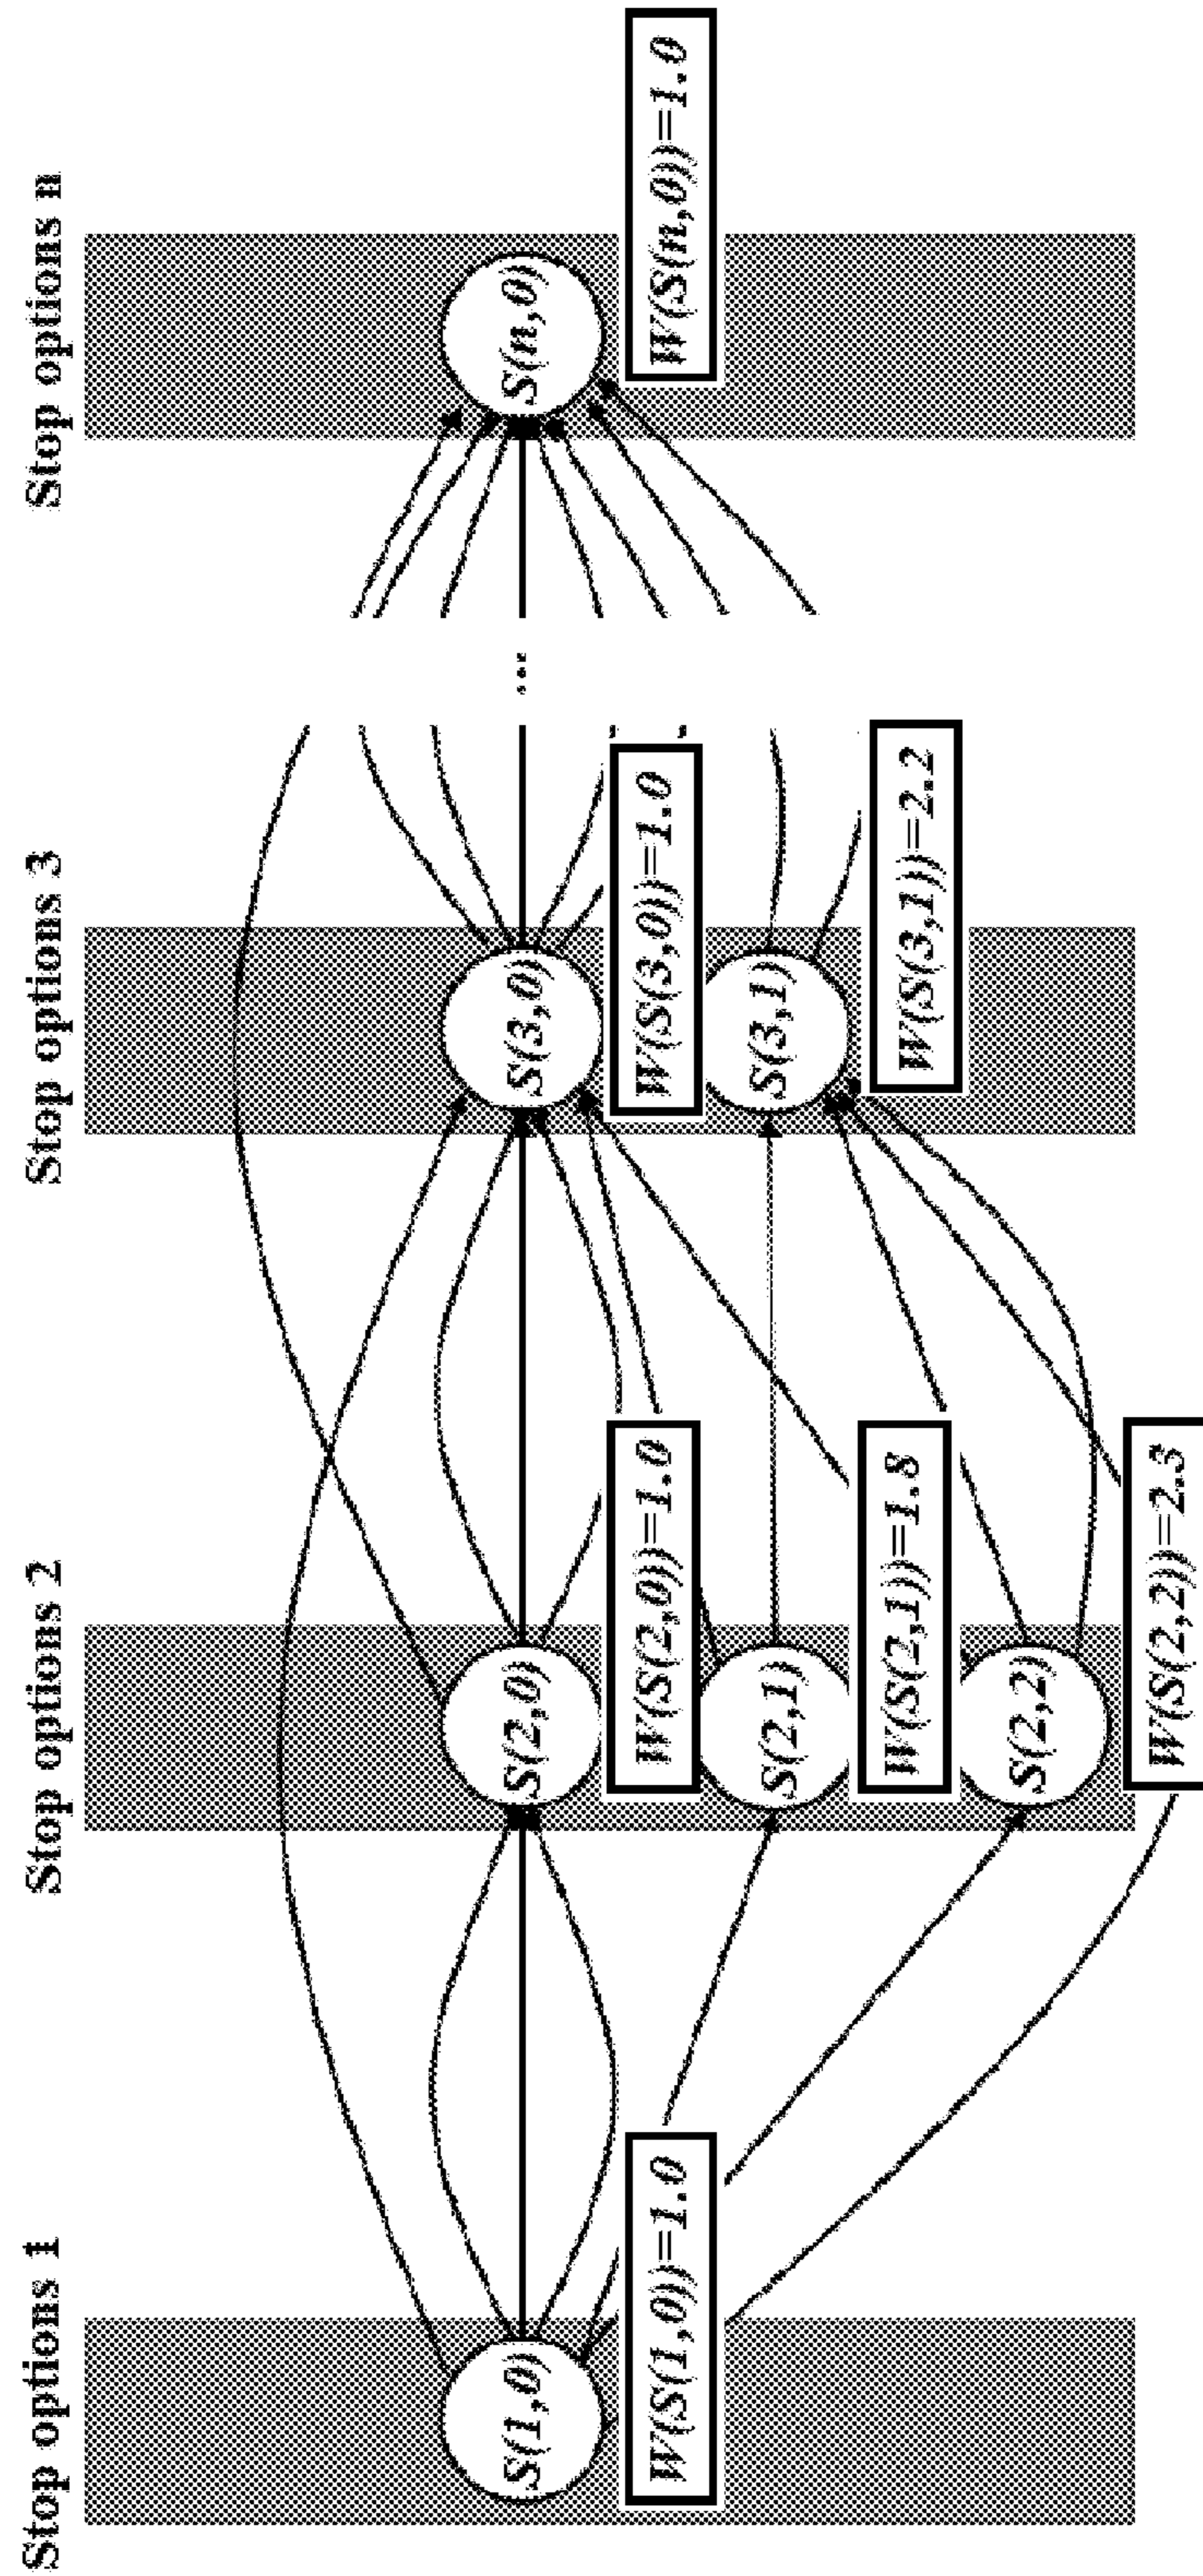 Stop options 1
Stop options 2
Stop options 3
Stop options n
S(1,0)
W(S(1,0))=1.0
S(2,0)
W(S(2,0))=1.0
S(2,1)
W(S(2,1))=1.8
S(2,2)
W(S(2,2))=2.3
S(3,0)
W(S(3,0))=1.0
S(3,1)
W(S(3,1))=2.2
...
S(n,0)
W(S(n,0))=1.0